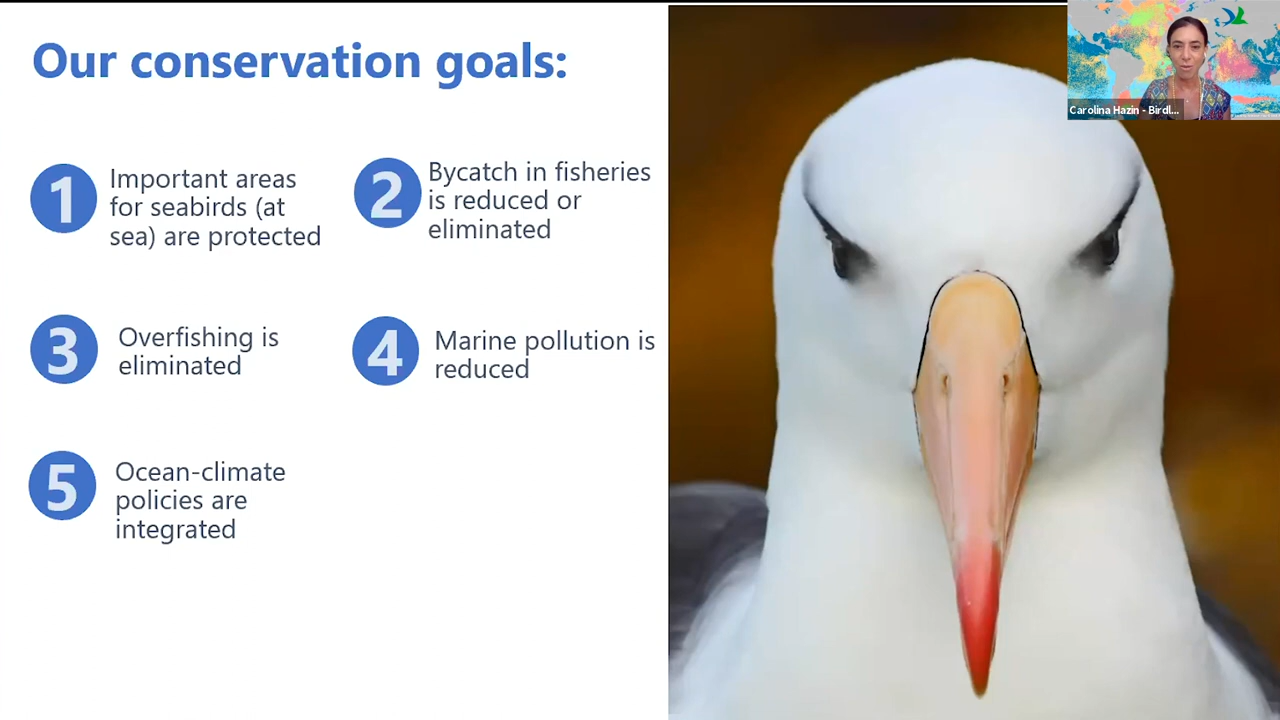 Our conservation goals:
1
Important areas
for seabirds (at
sea) are protected
2
Bycatch in fisheries
is reduced or
eliminated
3
Overfishing is
eliminated
4
Marine pollution is
reduced
5
Ocean-climate
policies are
integrated
Carolina Hazin - Birdl...